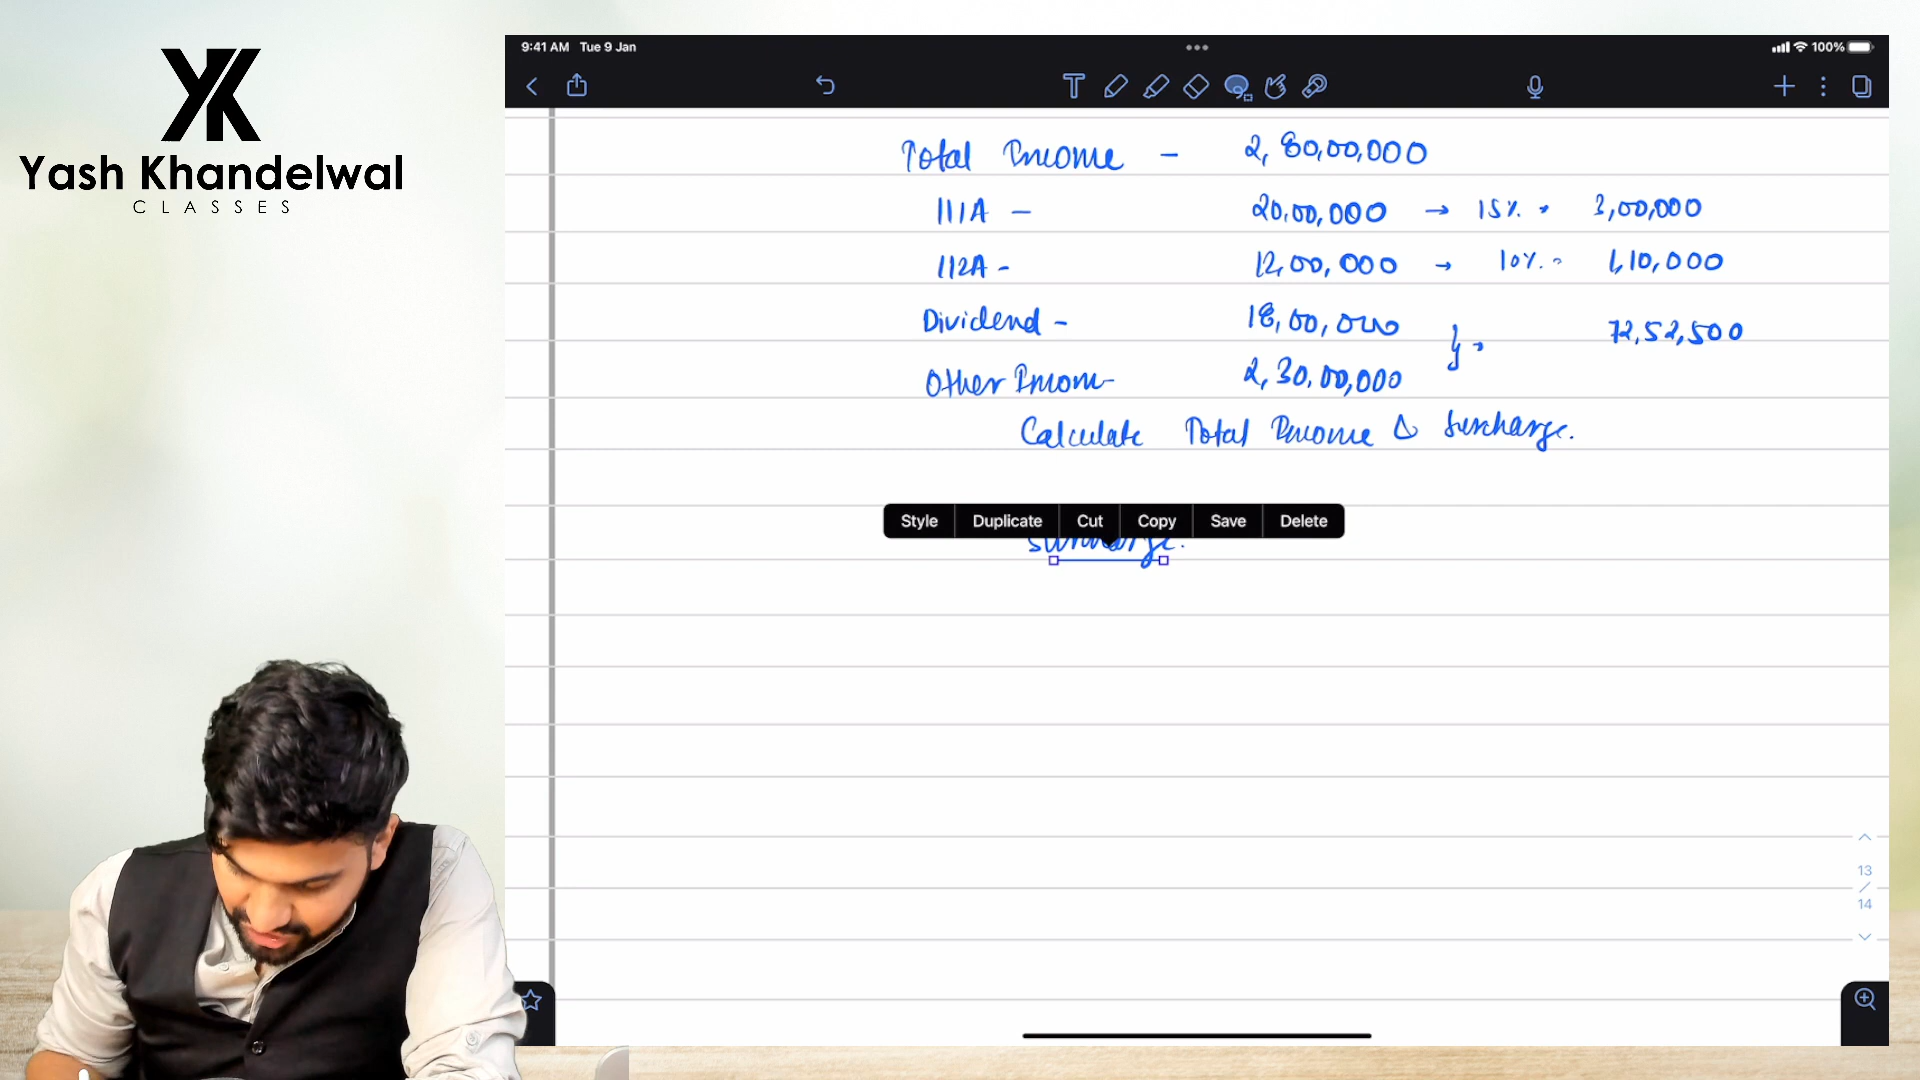 YK
Yash Khandelwal
CLASSES
9:41 AM Tue 9 Jan
100%
Total Income - 2,80,00,000
111A - 20,00,000 → 15% = 3,00,000
112A - 12,00,000 → 10% = 1,10,000
Dividend - 18,00,000
72,52,500
Other Income - 2,30,00,000
Calculate Total Income & Surcharge.
Style Duplicate Cut Copy Save Delete
surcharge.
13
/
14